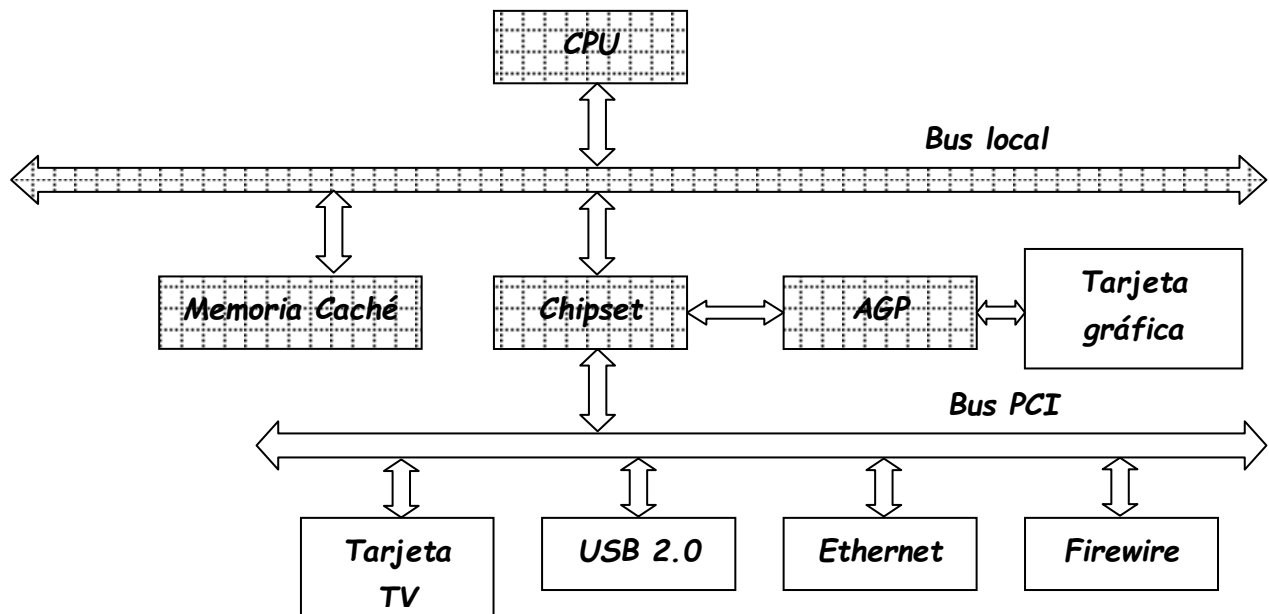 CPU
Bus local
Memoria Caché
Chipset
AGP
Tarjeta
gráfica
Bus PCI
Tarjeta
TV
USB 2.0
Ethernet
Firewire